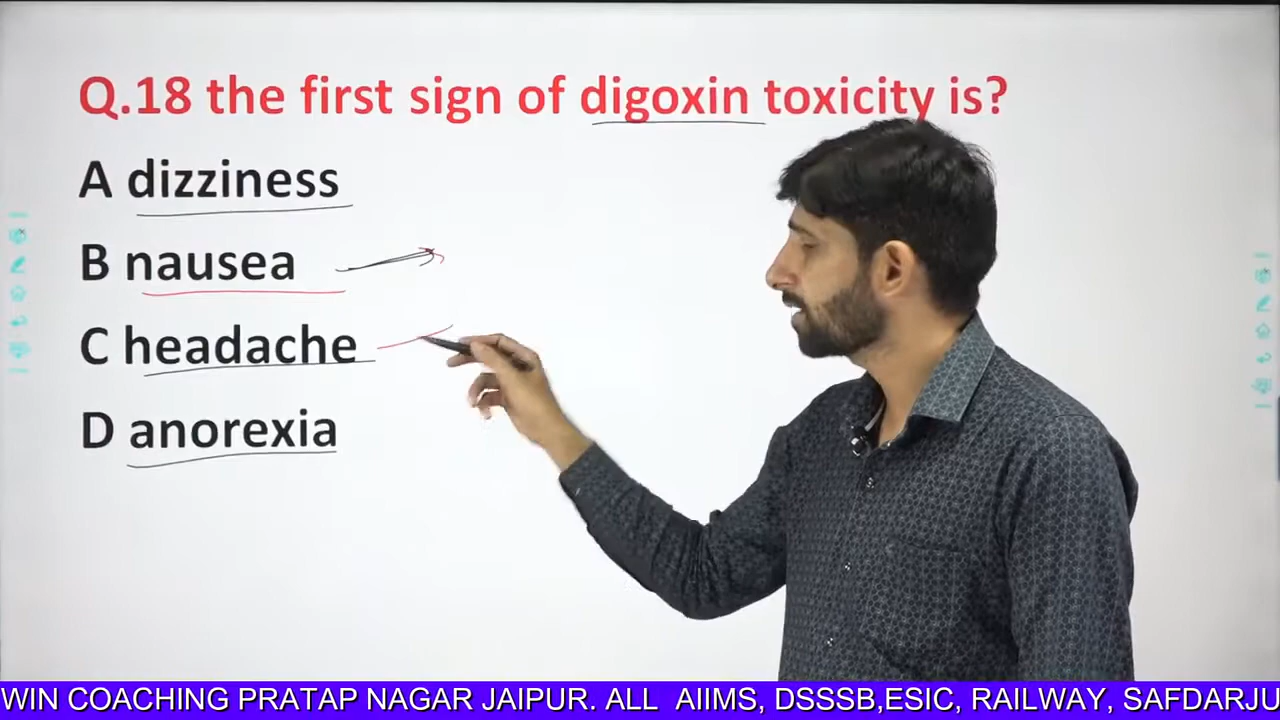 Q.18 the first sign of digoxin toxicity is?
A dizziness
B nausea
C headache
D anorexia
WIN COACHING PRATAP NAGAR JAIPUR. ALL  AIIMS, DSSSB,ESIC, RAILWAY, SAFDARJU